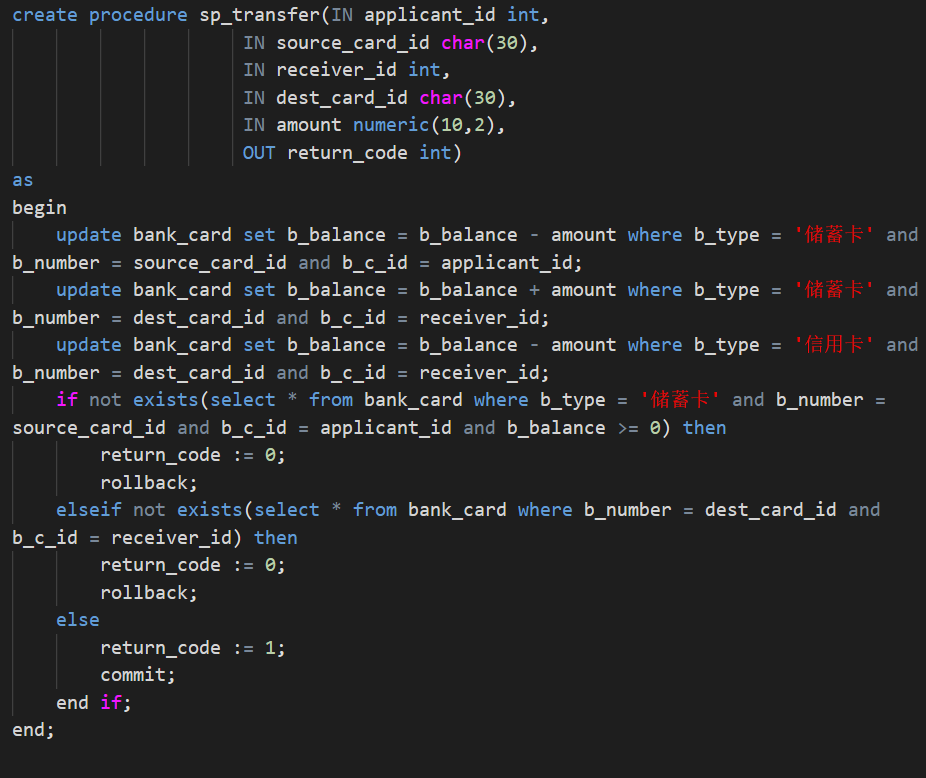 create procedure sp_transfer(IN applicant_id int,
IN source_card_id char(30),
IN receiver_id int,
IN dest_card_id char(30),
IN amount numeric(10,2),
OUT return_code int)
as
begin
update bank_card set b_balance = b_balance - amount where b_type = '储蓄卡' and
b_number = source_card_id and b_c_id = applicant_id;
update bank_card set b_balance = b_balance + amount where b_type = '储蓄卡' and
b_number = dest_card_id and b_c_id = receiver_id;
update bank_card set b_balance = b_balance - amount where b_type = '信用卡' and
b_number = dest_card_id and b_c_id = receiver_id;
if not exists(select * from bank_card where b_type = '储蓄卡' and b_number =
source_card_id and b_c_id = applicant_id and b_balance >= 0) then
return_code := 0;
rollback;
elseif not exists(select * from bank_card where b_number = dest_card_id and
b_c_id = receiver_id) then
return_code := 0;
rollback;
else
return_code := 1;
commit;
end if;
end;